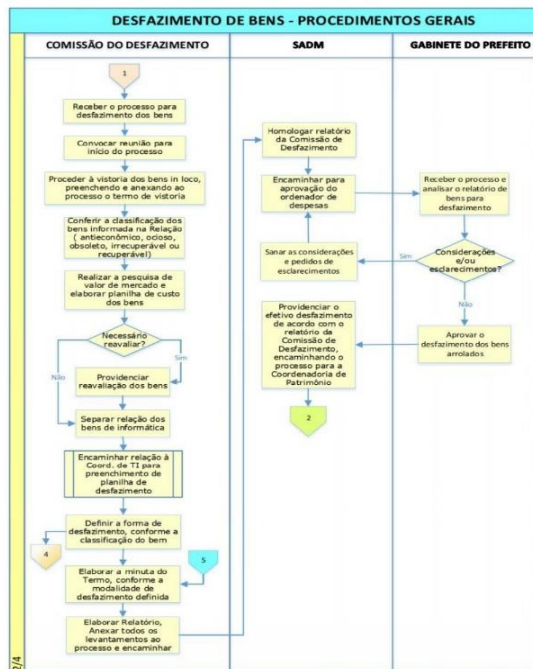 DESFAZIMENTO DE BENS - PROCEDIMENTOS GERAIS
COMISSÃO DO DESFAZIMENTO
SADM
GABINETE DO PREFEITO
1
Receber o processo para
desfazimento dos bens
Convocar reunião para
início do processo
Proceder à vistoria dos bens in loco,
preenchendo e anexando ao
processo o termo de vistoria
Conferir a classificação dos
bens informada na Relação
( antieconômico, ocioso,
obsoleto, irrecuperável ou
recuperável)
Realizar a pesquisa de
valor de mercado e
elaborar planilha de custo
dos bens
Necessário
reavaliar?
Sim
Não
Providenciar
reavaliação dos bens
Separar relação dos
bens de informática
Encaminhar relação à
Coord. de TI para
preenchimento de
planilha de
desfazimento
Definir a forma de
desfazimento, conforme a
classificação do bem
4
5
Elaborar a minuta do
Termo, conforme a
modalidade de
desfazimento definida
Elaborar Relatório,
Anexar todos os
levantamentos ao
processo e encaminhar
Homologar relatório
da Comissão de
Desfazimento
Encaminhar para
aprovação do
ordenador de
despesas
Sanar as considerações
e pedidos de
esclarecimentos
Providenciar o
efetivo desfazimento
de acordo com o
relatório da
Comissão de
Desfazimento,
encaminhando o
processo para a
Coordenadoria de
Patrimônio
2
Receber o processo e
analisar o relatório de
bens para
desfazimento
Considerações
e/ou
esclarecimentos?
Sim
Não
Aprovar o
desfazimento dos bens
arrolados
2/4